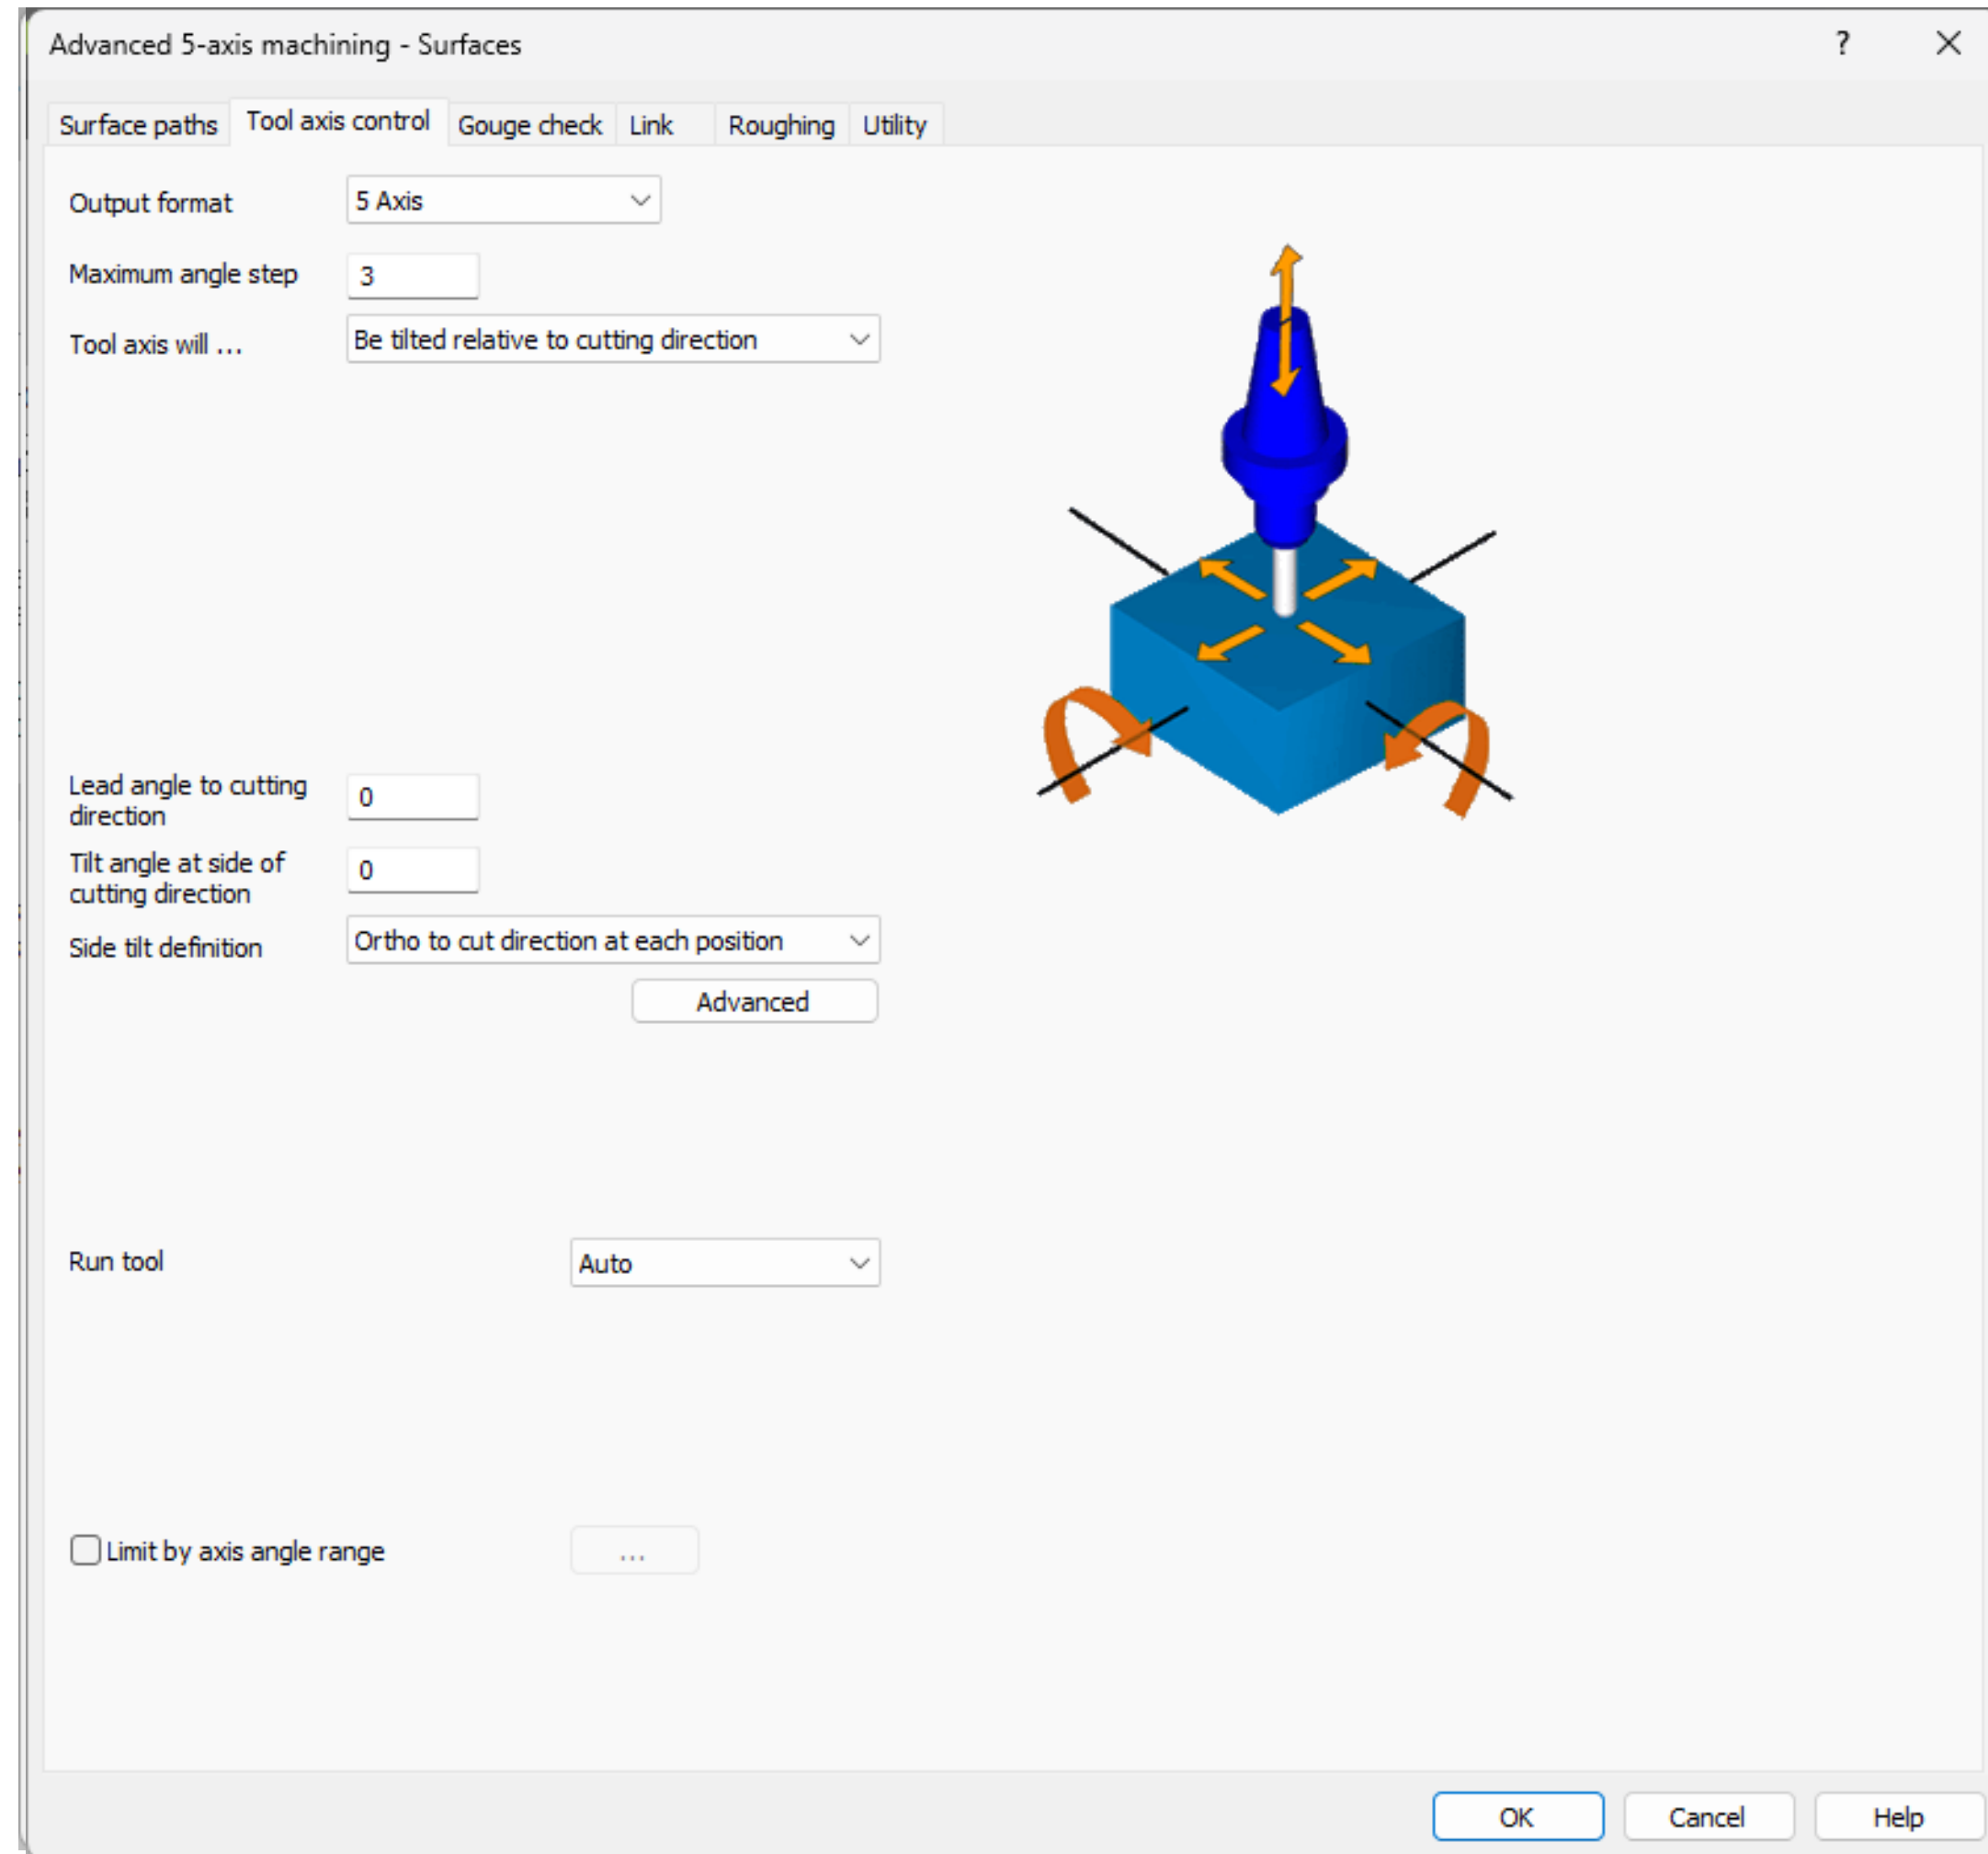 Advanced 5-axis machining - Surfaces ?
Surface paths Tool axis control Gouge check Link Roughing Utility
Output format 5 Axis
Maximum angle step 3
Tool axis will ... Be tilted relative to cutting direction
Lead angle to cutting
direction
0
Tilt angle at side of
cutting direction
0
Side tilt definition Ortho to cut direction at each position
Advanced
Run tool Auto
Limit by axis angle range ...
OK Cancel Help